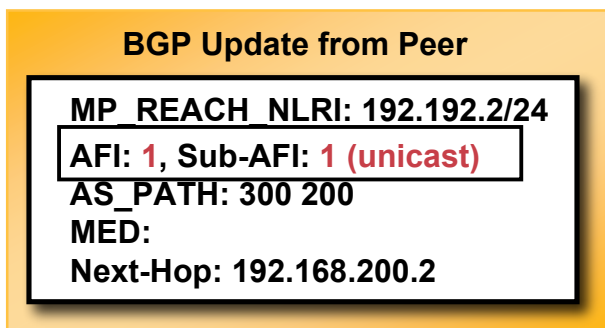 BGP Update from Peer
MP_REACH_NLRI: 192.192.2/24
AFI: 1, Sub-AFI: 1 (unicast)
AS_PATH: 300 200
MED:
Next-Hop: 192.168.200.2